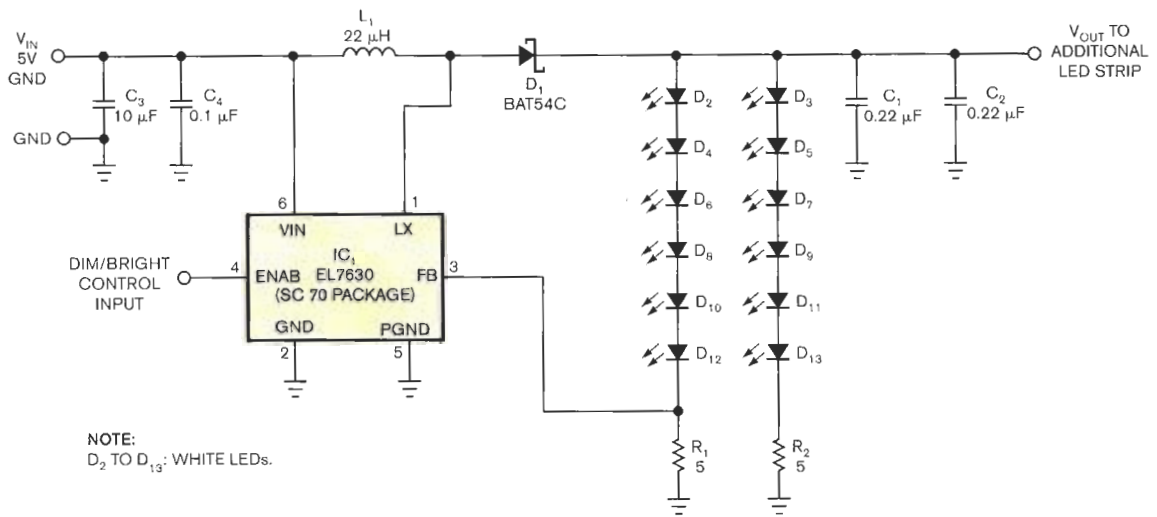 V_IN
5V
GND
GND
C₃
10 µF
C₄
0.1 µF
L₁
22 µH
D₁
BAT54C
V_OUT TO
ADDITIONAL
LED STRIP
C₁
0.22 µF
C₂
0.22 µF
D₂
D₃
D₄
D₅
D₆
D₇
D₈
D₉
D₁₀
D₁₁
D₁₂
D₁₃
6
1
VIN
LX
IC₁
EL7630
(SC 70 PACKAGE)
DIM/BRIGHT
CONTROL
INPUT
4
ENAB
FB
3
GND
PGND
2
5
R₁
5
R₂
5
NOTE:
D₂ TO D₁₃: WHITE LEDs.